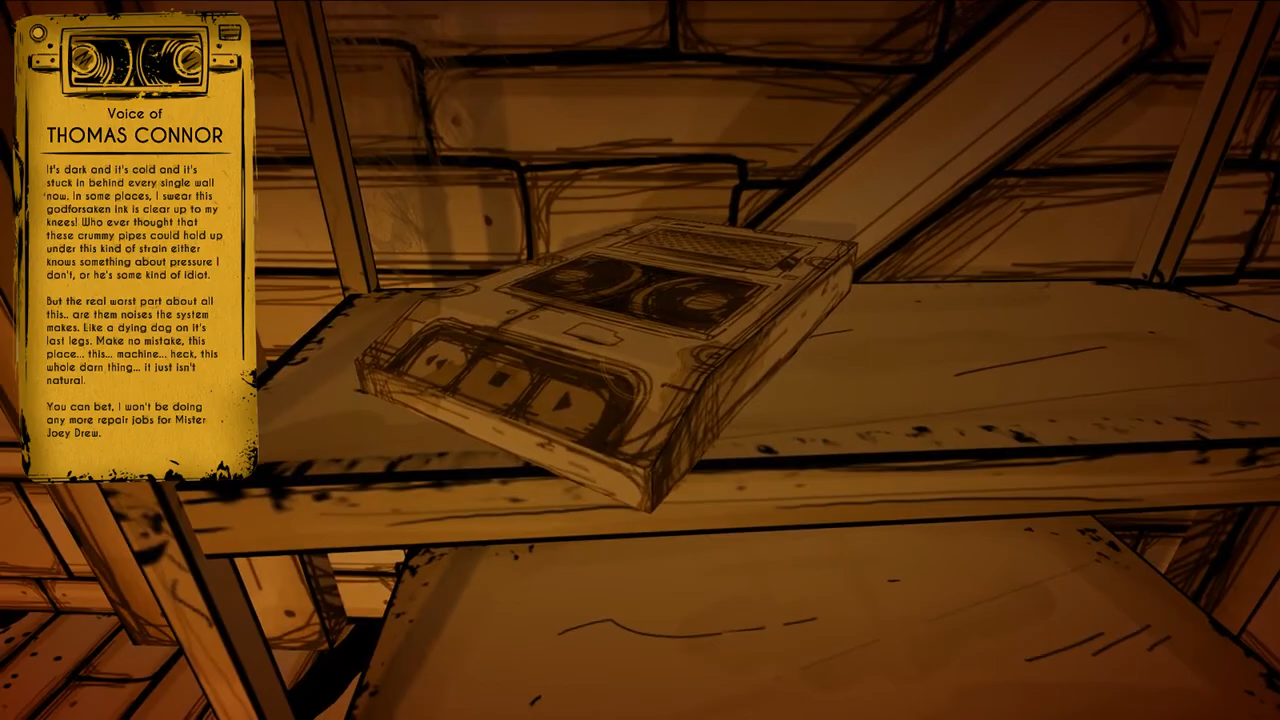 Voice of
THOMAS CONNOR
It's dark and it's cold and it's
stuck in behind every single wall
now. In some places, I swear this
godforsaken ink is clear up to my
knees! Who ever thought that
these crummy pipes could hold up
under this kind of strain either
knows something about pressure I
don't, or he's some kind of idiot.
But the real worst part about all
this.. are them noises the system
makes. Like a dying dog on it's
last legs. Make no mistake, this
place... this... machine... heck, this
whole darn thing... it just isn't
natural.
You can bet, I won't be doing
any more repair jobs for Mister
Joey Drew.